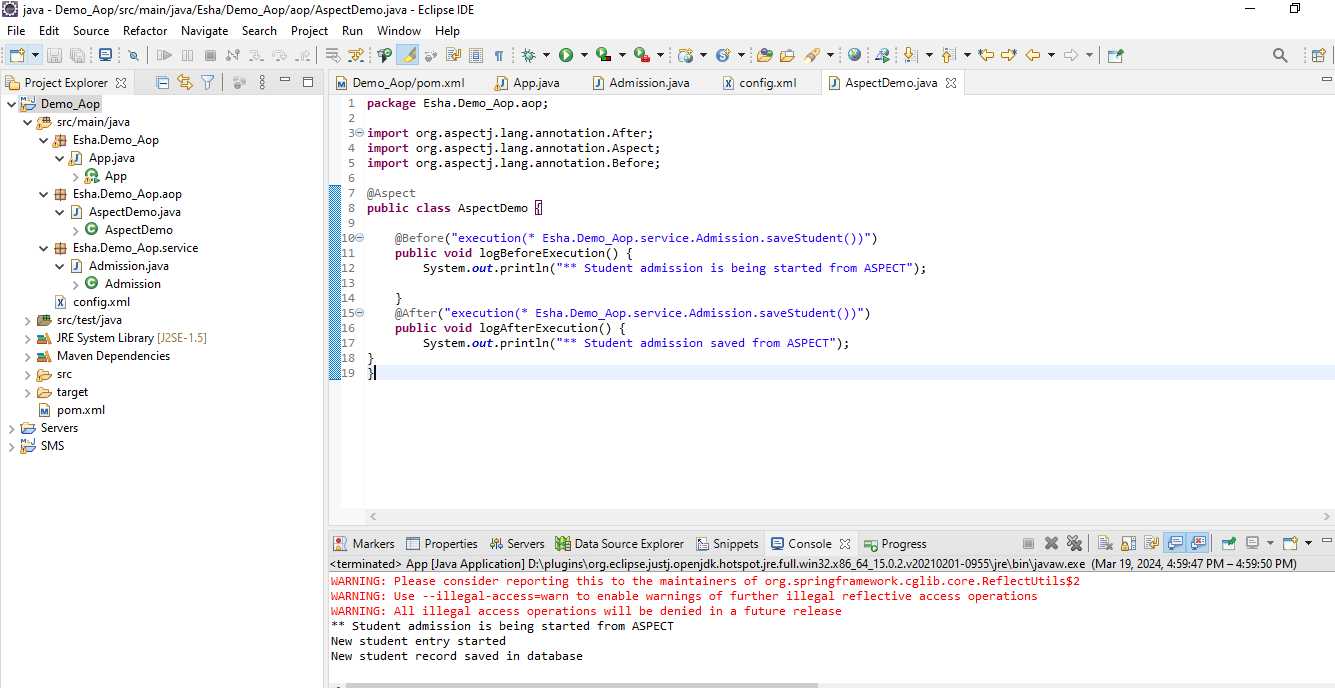 java - Demo_Aop/src/main/java/Esha/Demo_Aop/aop/AspectDemo.java - Eclipse IDE
File Edit Source Refactor Navigate Search Project Run Window Help
Project Explorer
Demo_Aop
src/main/java
Esha.Demo_Aop
App.java
App
Esha.Demo_Aop.aop
AspectDemo.java
AspectDemo
Esha.Demo_Aop.service
Admission.java
Admission
config.xml
src/test/java
JRE System Library [J2SE-1.5]
Maven Dependencies
src
target
pom.xml
Servers
SMS
Demo_Aop/pom.xml App.java Admission.java config.xml AspectDemo.java
1 package Esha.Demo_Aop.aop;
2
3 import org.aspectj.lang.annotation.After;
4 import org.aspectj.lang.annotation.Aspect;
5 import org.aspectj.lang.annotation.Before;
6
7 @Aspect
8 public class AspectDemo {
9
10 @Before("execution(* Esha.Demo_Aop.service.Admission.saveStudent())")
11 public void logBeforeExecution() {
12 System.out.println("** Student admission is being started from ASPECT");
13
14 }
15 @After("execution(* Esha.Demo_Aop.service.Admission.saveStudent())")
16 public void logAfterExecution() {
17 System.out.println("** Student admission saved from ASPECT");
18 }
19 }
Markers Properties Servers Data Source Explorer Snippets Console Progress
<terminated> App [Java Application] D:\plugins\org.eclipse.justj.openjdk.hotspot.jre.full.win32.x86_64_15.0.2.v20210201-0955\jre\bin\javaw.exe (Mar 19, 2024, 4:59:47 PM – 4:59:50 PM)
WARNING: Please consider reporting this to the maintainers of org.springframework.cglib.core.ReflectUtils$2
WARNING: Use --illegal-access=warn to enable warnings of further illegal reflective access operations
WARNING: All illegal access operations will be denied in a future release
** Student admission is being started from ASPECT
New student entry started
New student record saved in database